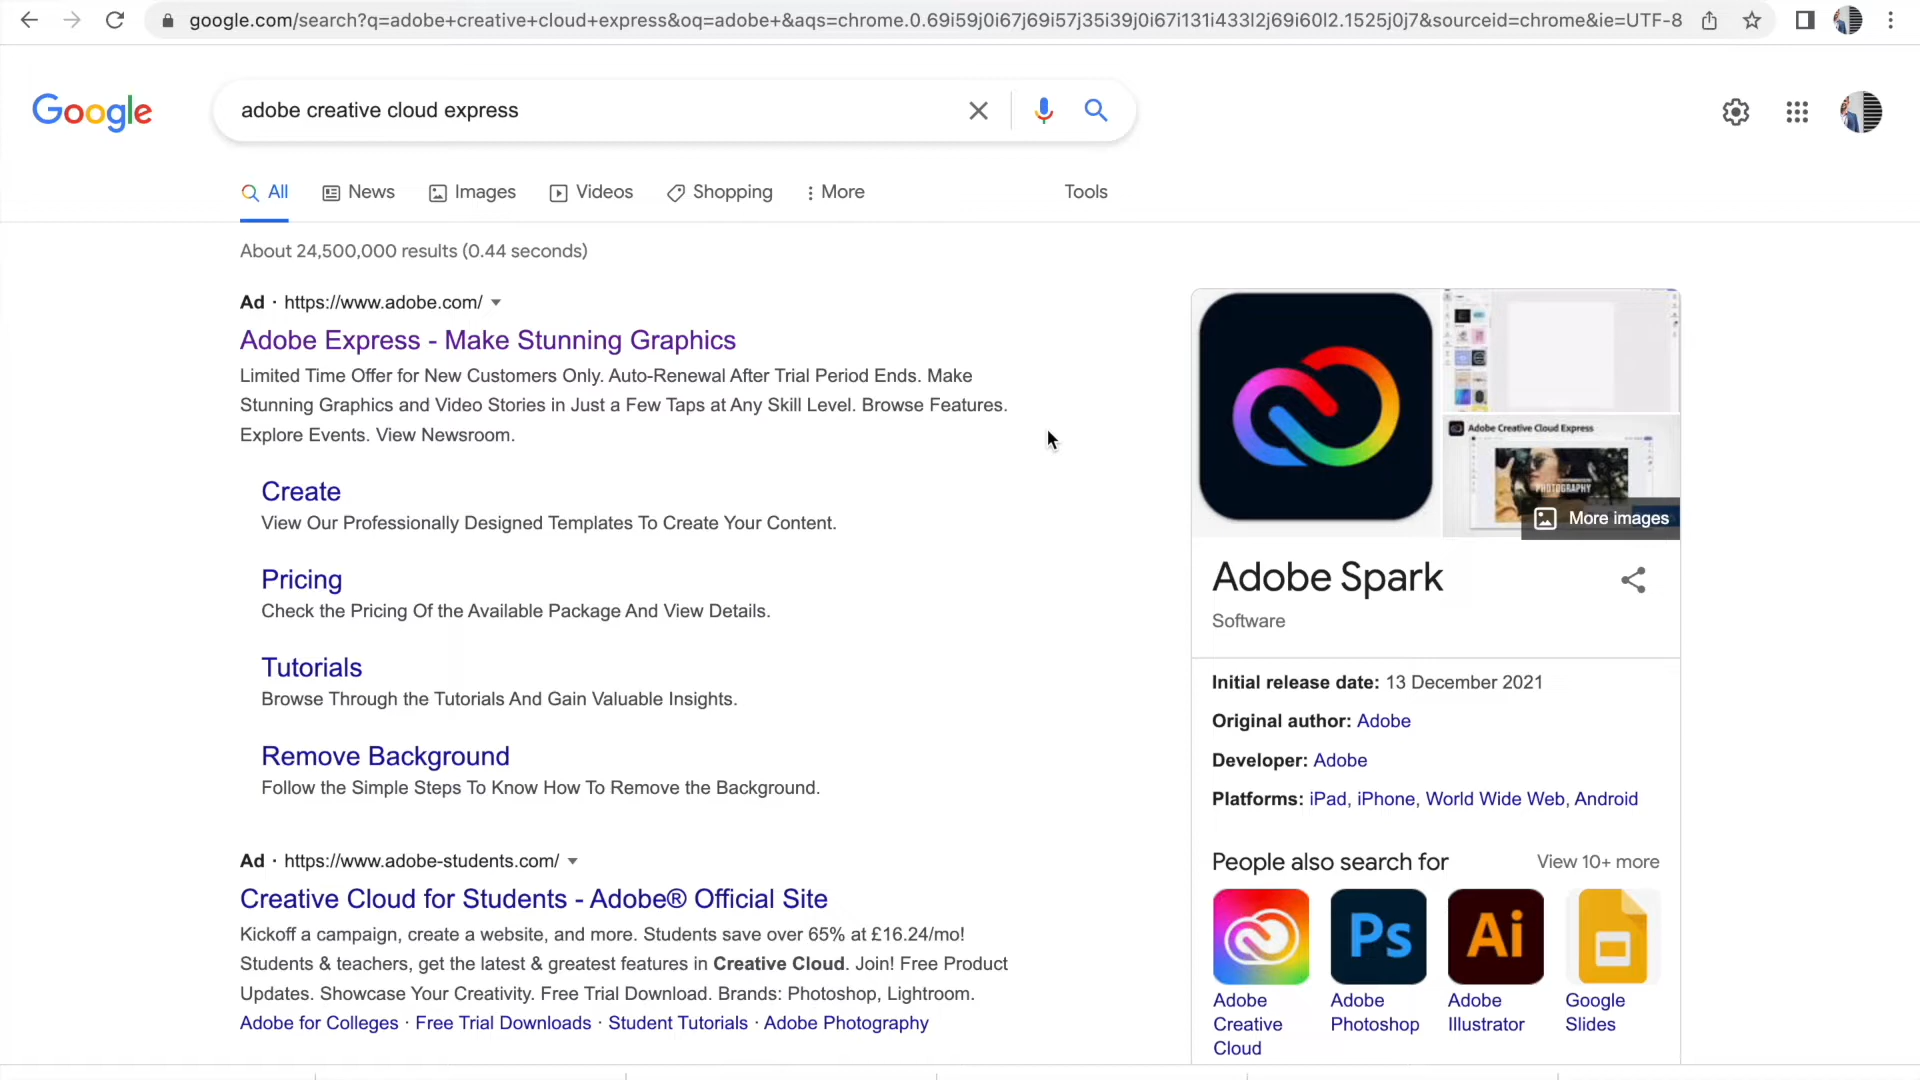 google.com/search?q=adobe+creative+cloud+express&oq=adobe+&aqs=chrome.0.69i59j0i67j69i57j35i39j0i67i131i433l2j69i60l2.1525j0j7&sourceid=chrome&ie=UTF-8
Google
adobe creative cloud express
All
News
Images
Videos
Shopping
More
Tools
About 24,500,000 results (0.44 seconds)
Ad · https://www.adobe.com/
Adobe Express - Make Stunning Graphics
Limited Time Offer for New Customers Only. Auto-Renewal After Trial Period Ends. Make
Stunning Graphics and Video Stories in Just a Few Taps at Any Skill Level. Browse Features.
Explore Events. View Newsroom.
Create
View Our Professionally Designed Templates To Create Your Content.
Pricing
Check the Pricing Of the Available Package And View Details.
Tutorials
Browse Through the Tutorials And Gain Valuable Insights.
Remove Background
Follow the Simple Steps To Know How To Remove the Background.
Ad · https://www.adobe-students.com/
Creative Cloud for Students - Adobe® Official Site
Kickoff a campaign, create a website, and more. Students save over 65% at £16.24/mo!
Students & teachers, get the latest & greatest features in Creative Cloud. Join! Free Product
Updates. Showcase Your Creativity. Free Trial Download. Brands: Photoshop, Lightroom.
Adobe for Colleges · Free Trial Downloads · Student Tutorials · Adobe Photography
Adobe Creative Cloud Express
PHOTOGRAPHY
More images
Adobe Spark
Software
Initial release date: 13 December 2021
Original author: Adobe
Developer: Adobe
Platforms: iPad, iPhone, World Wide Web, Android
People also search for
View 10+ more
Ps
Ai
Adobe
Creative
Cloud
Adobe
Photoshop
Adobe
Illustrator
Google
Slides